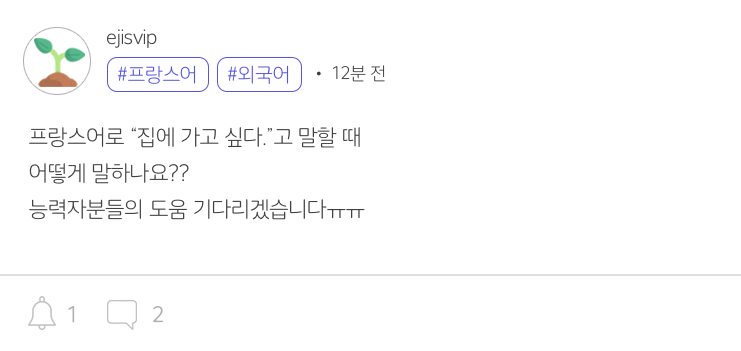 ejisvip
#프랑스어 #외국어 • 12분 전
프랑스어로 “집에 가고 싶다.”고 말할 때
어떻게 말하나요??
능력자분들의 도움 기다리겠습니다ㅠㅠ
1 2